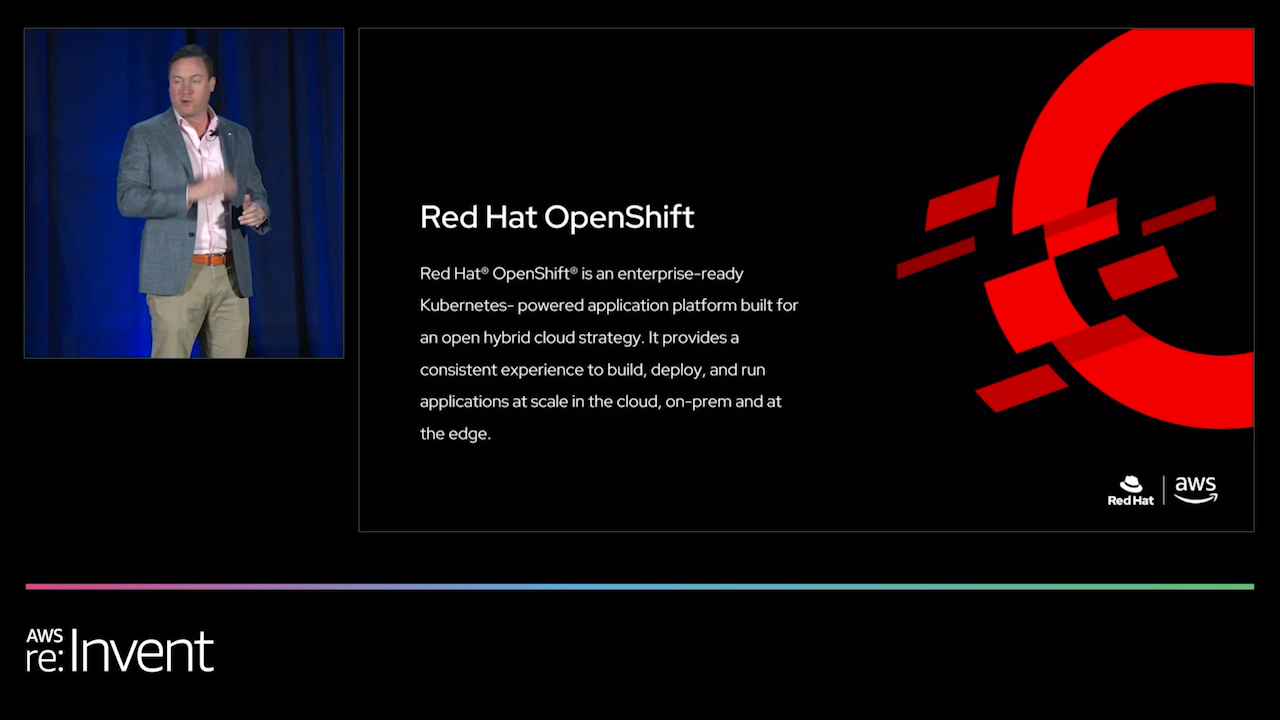 Red Hat OpenShift
Red Hat® OpenShift® is an enterprise-ready
Kubernetes- powered application platform built for
an open hybrid cloud strategy. It provides a
consistent experience to build, deploy, and run
applications at scale in the cloud, on-prem and at
the edge.
Red Hat
aws
AWS
re:Invent